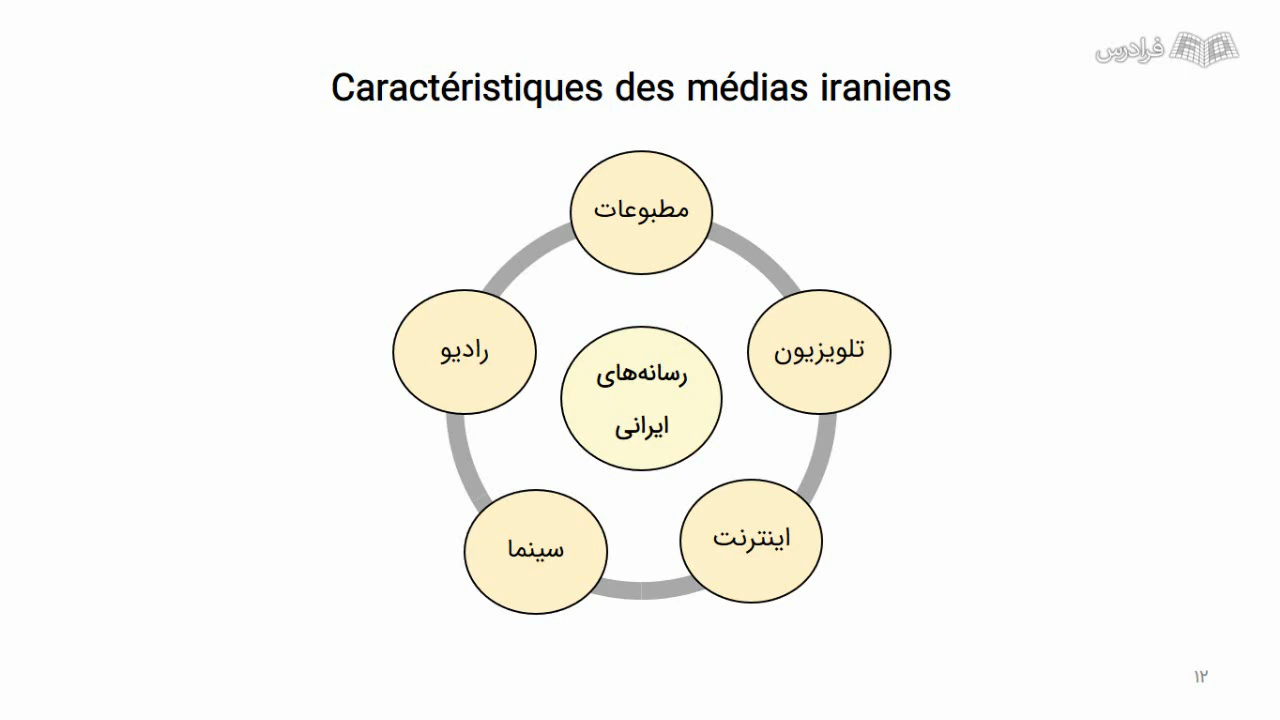 فرادرس
Caractéristiques des médias iraniens
مطبوعات
تلویزیون
رادیو
رسانه‌های
ایرانی
اینترنت
سینما
۱۲